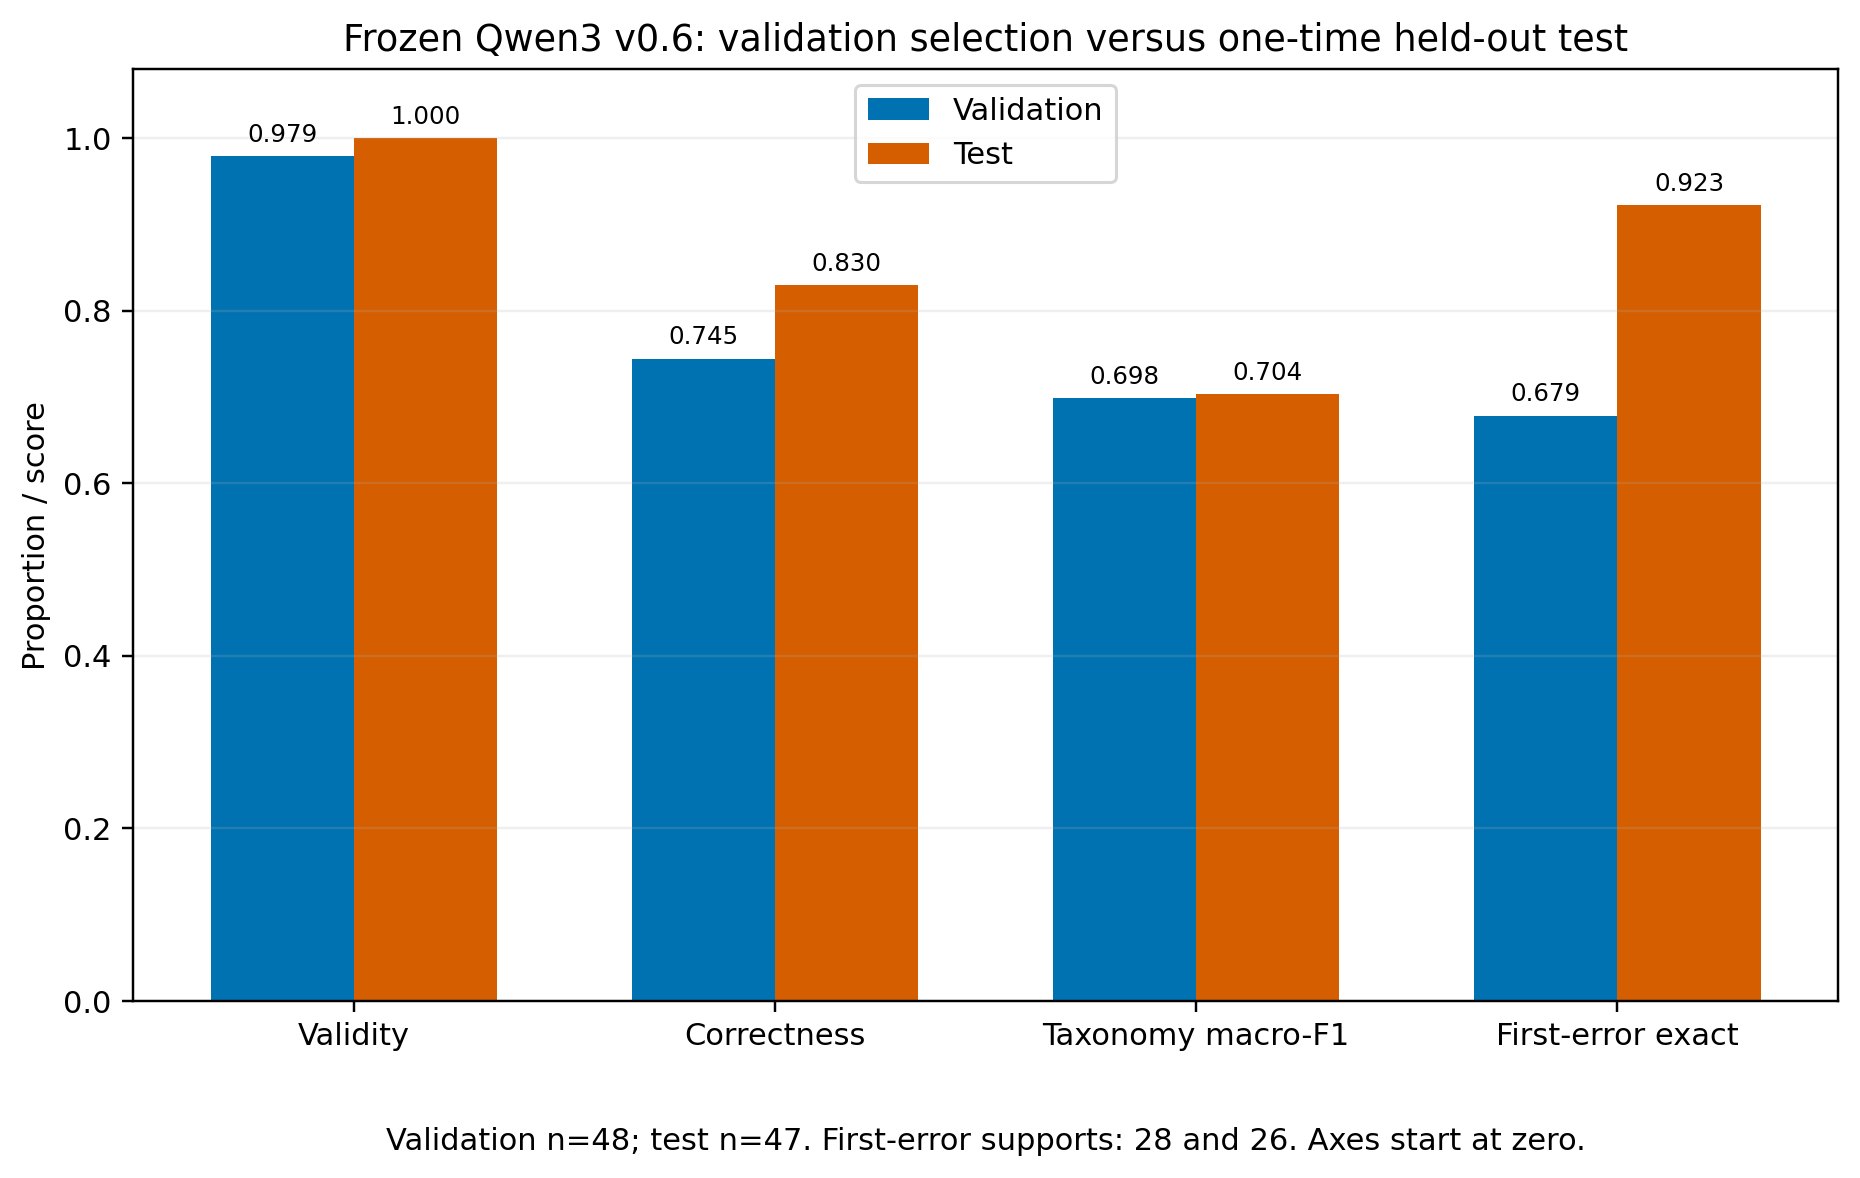 Frozen Qwen3 v0.6: validation selection versus one-time held-out test
Validation
Test
Proportion / score
1.0
0.8
0.6
0.4
0.2
0.0
0.979
1.000
0.745
0.830
0.698
0.704
0.679
0.923
Validity
Correctness
Taxonomy macro-F1
First-error exact
Validation n=48; test n=47. First-error supports: 28 and 26. Axes start at zero.